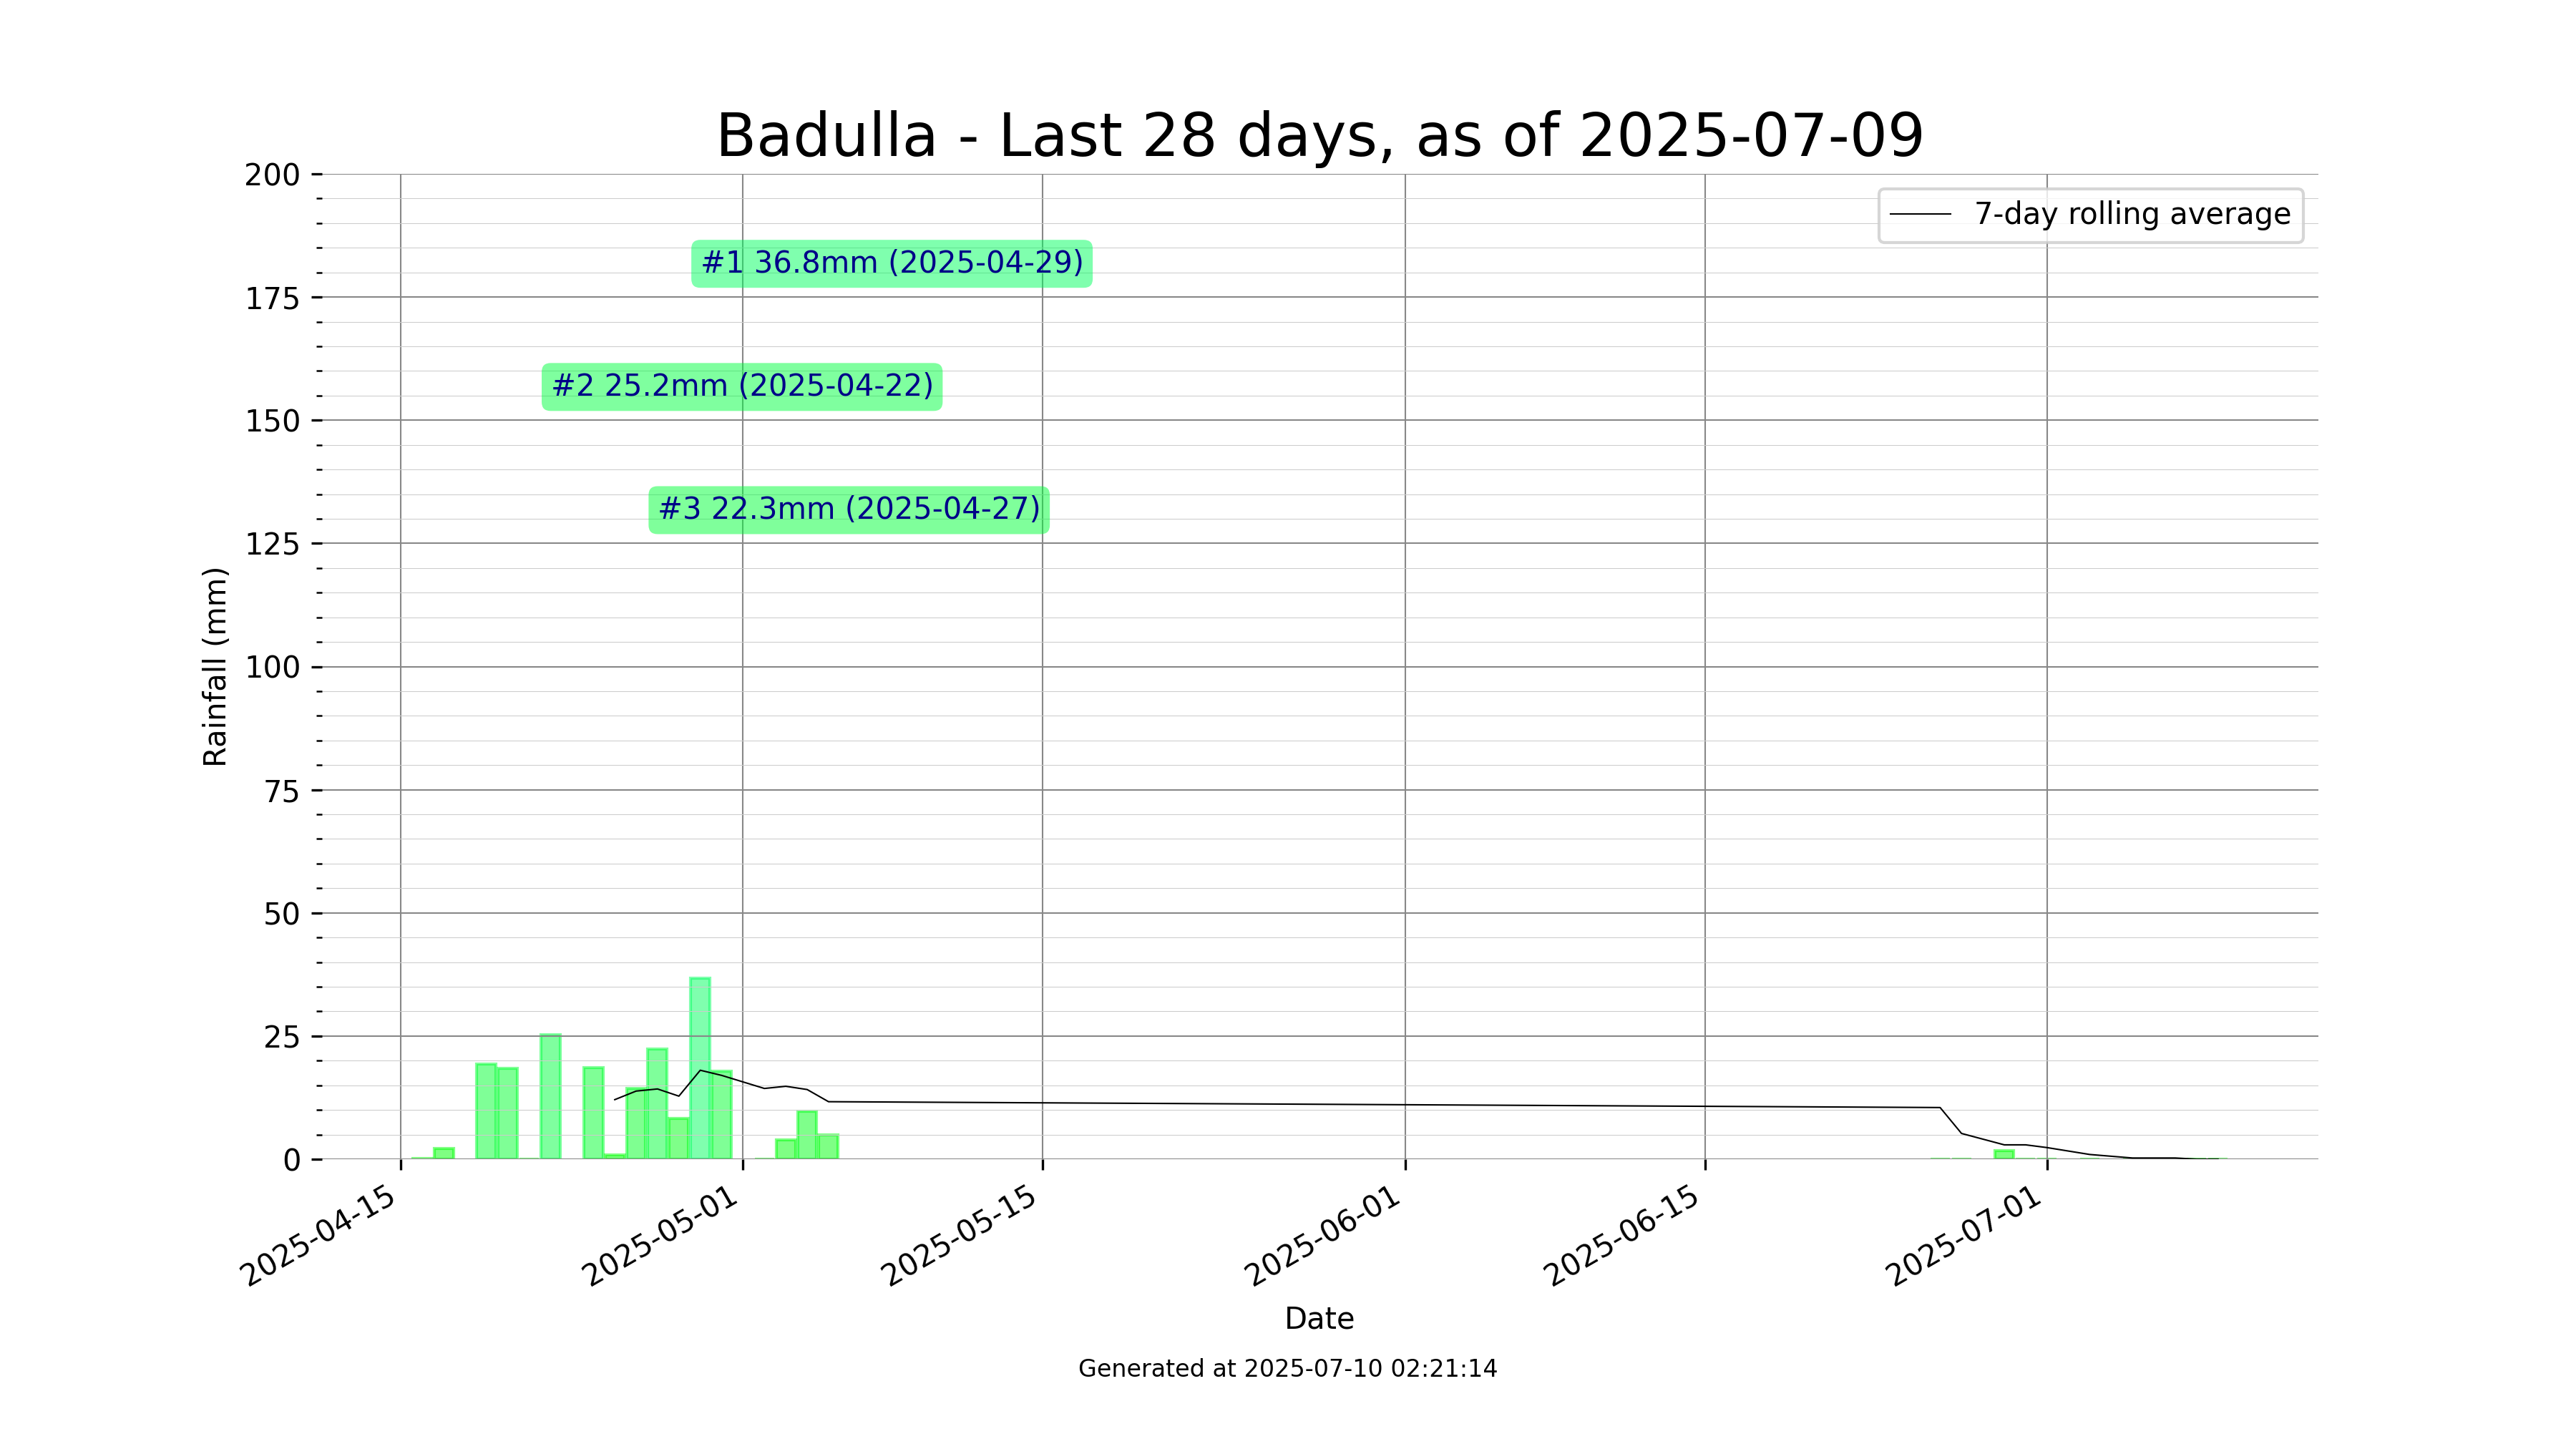 Badulla - Last 28 days, as of 2025-07-09
7-day rolling average
#1 36.8mm (2025-04-29)
#2 25.2mm (2025-04-22)
#3 22.3mm (2025-04-27)
Rainfall (mm)
200
175
150
125
100
75
50
25
0
2025-04-15
2025-05-01
2025-05-15
2025-06-01
2025-06-15
2025-07-01
Date
Generated at 2025-07-10 02:21:14